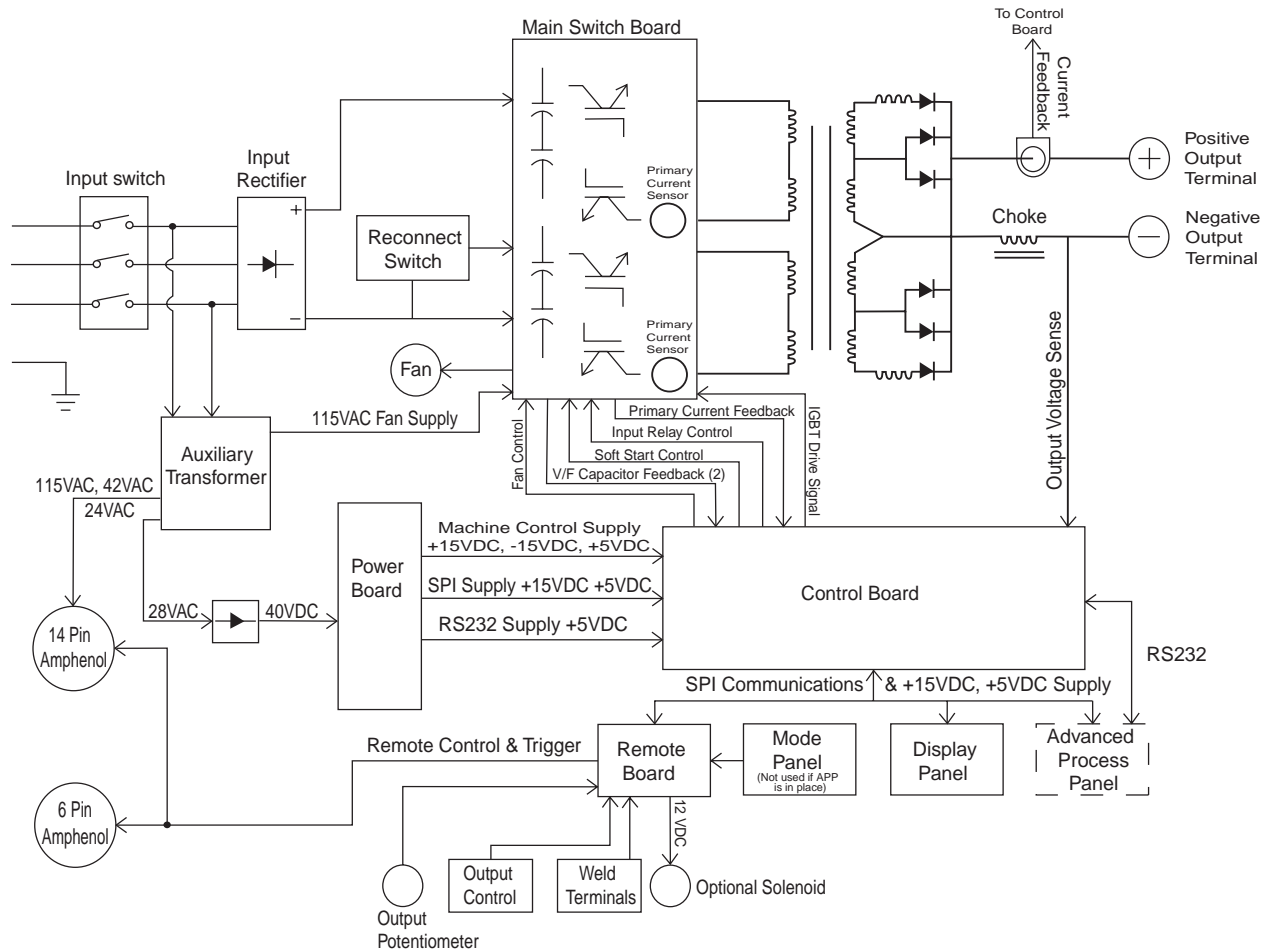 To Control
Board
Current
Feedback
Main Switch Board
Positive
Output
Terminal
Input
Rectifier
Input switch
+
+
Primary
Current
Sensor
Reconnect
Switch
Choke
Negative
Output
Terminal
−
−
Primary
Current
Sensor
Fan
Output Voltage Sense
115VAC Fan Supply
Fan Control
Primary Current Feedback
Input Relay Control
Soft Start Control
V/F Capacitor Feedback (2)
IGBT Drive Signal
Auxiliary
Transformer
115VAC, 42VAC
24VAC
Machine Control Supply
+15VDC, -15VDC, +5VDC
Power
Board
SPI Supply +15VDC +5VDC
Control Board
28VAC
40VDC
RS232 Supply +5VDC
14 Pin
Amphenol
RS232
SPI Communications
& +15VDC, +5VDC Supply
Remote Control & Trigger
Remote
Board
Mode
Panel
(Not used if APP
is in place)
Display
Panel
Advanced
Process
Panel
6 Pin
Amphenol
12 VDC
Output
Control
Weld
Terminals
Optional Solenoid
Output
Potentiometer